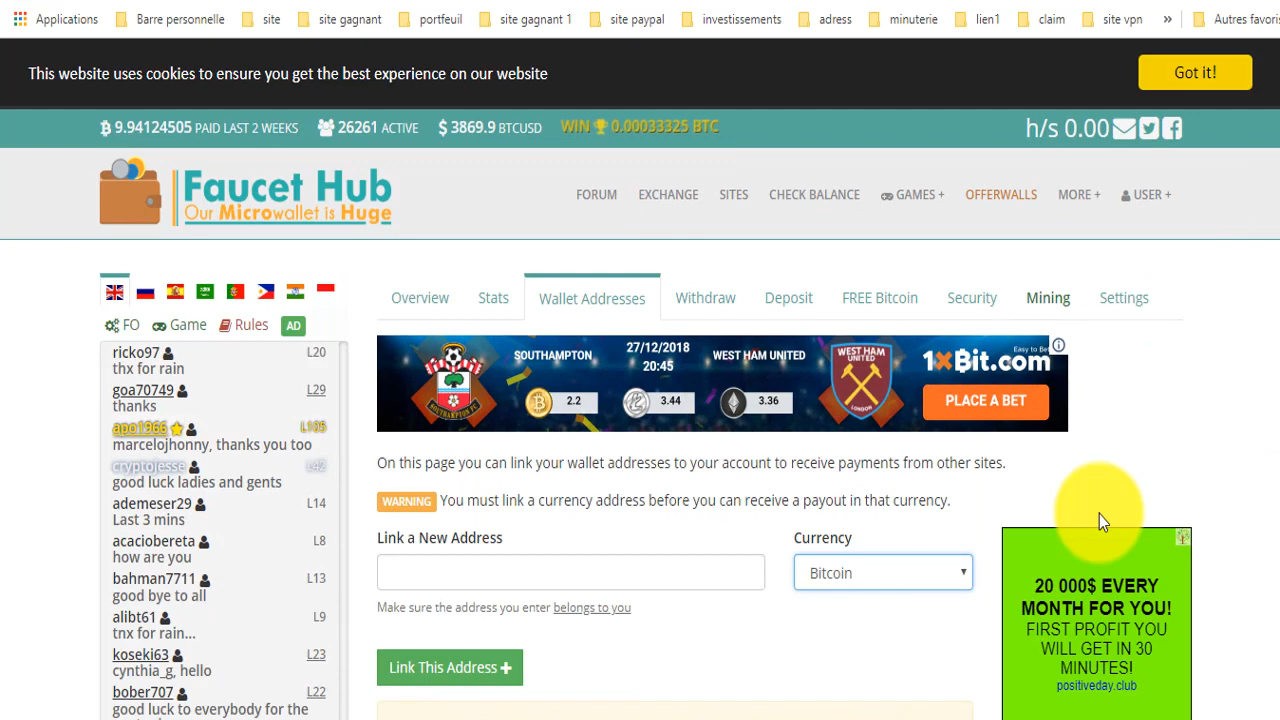 Applications Barre personnelle site site gagnant portfeuil site gagnant 1 site paypal investissements adress minuterie lien1 claim site vpn » Autres favoris
This website uses cookies to ensure you get the best experience on our website
Got it!
9.94124505 PAID LAST 2 WEEKS 26261 ACTIVE $ 3869.9 BTCUSD WIN 0.00033325 BTC h/s 0.00
Faucet Hub
Our Microwallet is Huge
FORUM EXCHANGE SITES CHECK BALANCE GAMES + OFFERWALLS MORE + USER +
Overview Stats Wallet Addresses Withdraw Deposit FREE Bitcoin Security Mining Settings
FO Game Rules AD
ricko97 L20
thx for rain
goa70749 L29
thanks
apo1966 L105
marcelojhonny, thanks you too
cryptojesse L42
good luck ladies and gents
ademeser29 L14
Last 3 mins
acaciobereta L8
how are you
bahman7711 L13
good bye to all
alibt61 L9
tnx for rain...
koseki63 L23
cynthia_g, hello
bober707 L22
good luck to everybody for the
SOUTHAMPTON 27/12/2018 WEST HAM UNITED
20:45
2.2 3.44 3.36
Easy to Bet
1XBit.com
PLACE A BET
On this page you can link your wallet addresses to your account to receive payments from other sites.
WARNING You must link a currency address before you can receive a payout in that currency.
Link a New Address Currency
Bitcoin
Make sure the address you enter belongs to you
Link This Address +
20 000$ EVERY
MONTH FOR YOU!
FIRST PROFIT YOU
WILL GET IN 30
MINUTES!
positiveday.club